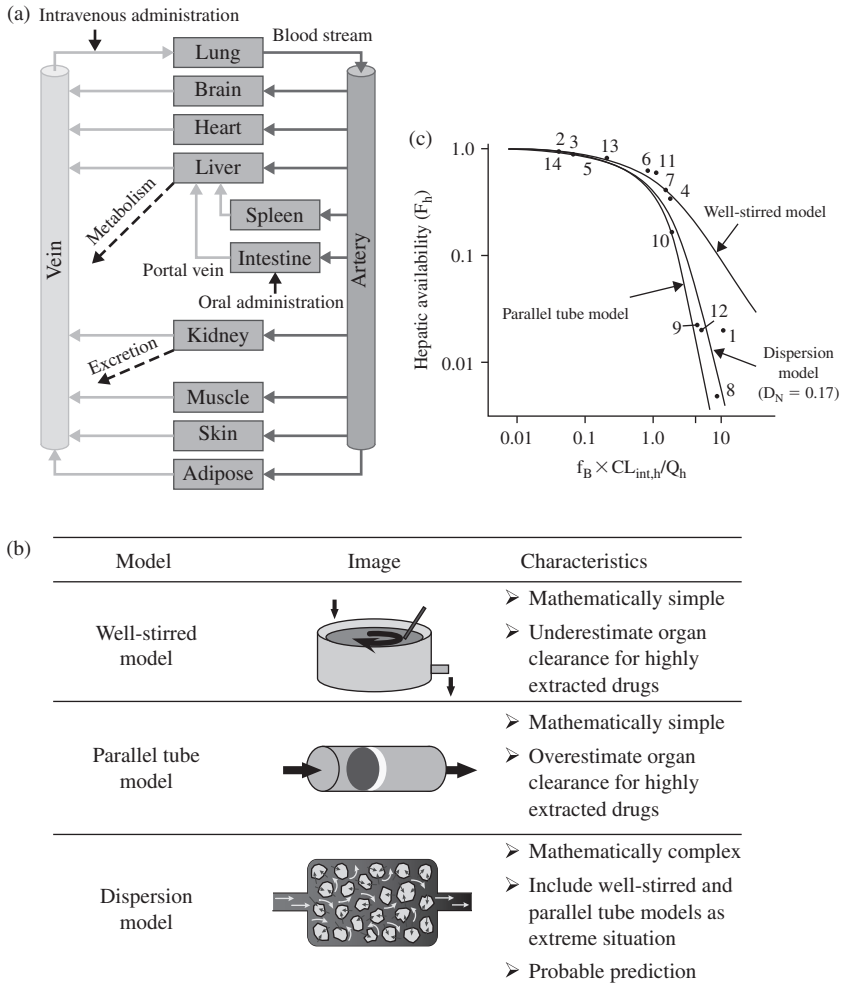 (a)
Intravenous administration
Blood stream
Lung
Brain
Heart
Liver
Metabolism
Spleen
Portal vein
Intestine
Oral administration
Vein
Artery
Kidney
Excretion
Muscle
Skin
Adipose
(c)
Hepatic availability (F_h)
1.0
0.1
0.01
2 3
13
14
5
6 11
7
4
10
Well-stirred model
Parallel tube model
9
12
1
8
Dispersion
model
(D_N = 0.17)
0.01 0.1 1.0 10
f_B × CL_int,h/Q_h
(b)
Model Image Characteristics
Well-stirred
model
➢ Mathematically simple
➢ Underestimate organ
clearance for highly
extracted drugs
Parallel tube
model
➢ Mathematically simple
➢ Overestimate organ
clearance for highly
extracted drugs
Dispersion
model
➢ Mathematically complex
➢ Include well-stirred and
parallel tube models as
extreme situation
➢ Probable prediction